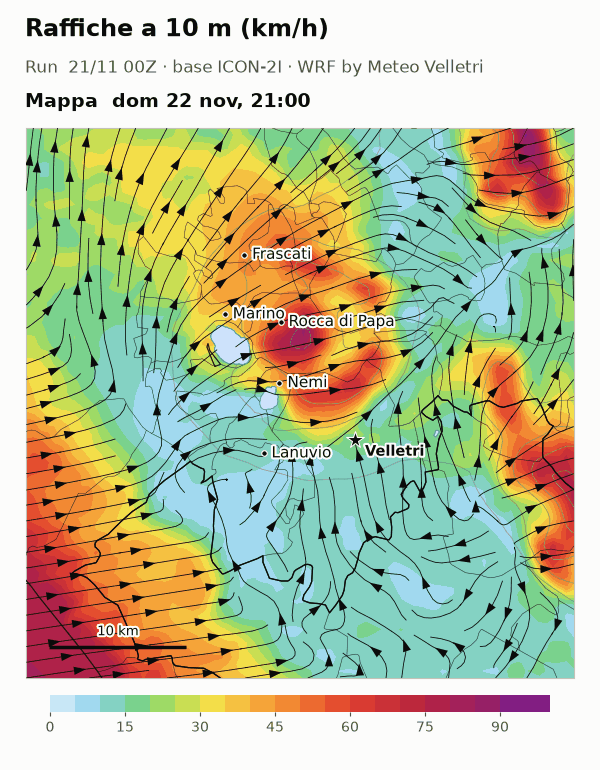 Raffiche a 10 m (km/h)
Run  21/11 00Z · base ICON-2I · WRF by Meteo Velletri
Mappa  dom 22 nov, 21:00
Frascati
Marino
Rocca di Papa
Nemi
Velletri
Lanuvio
10 km
0 15 30 45 60 75 90